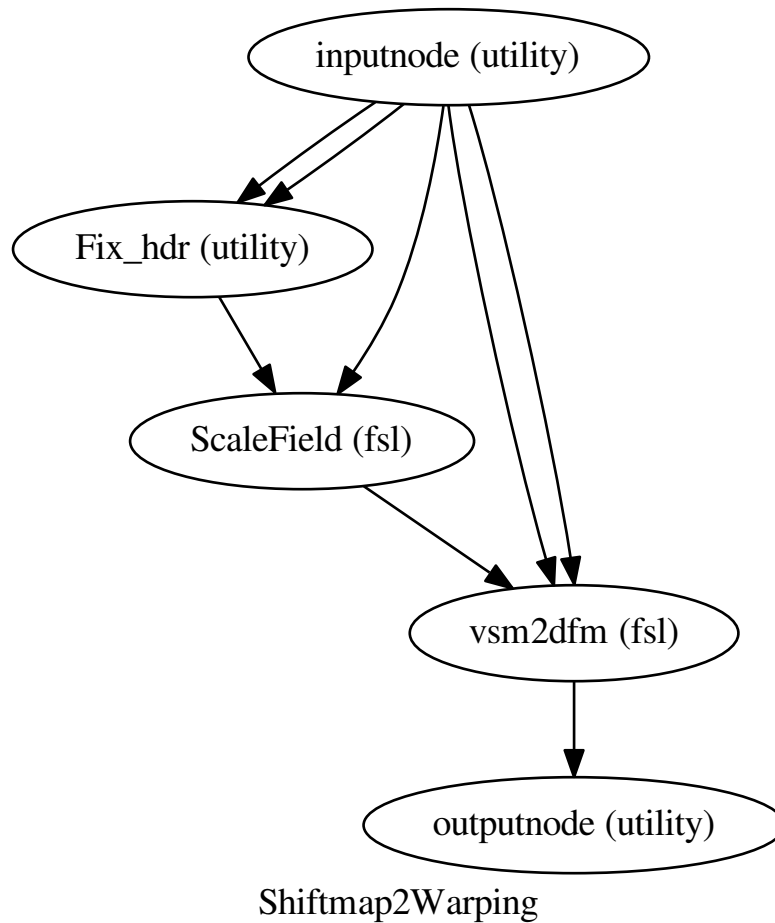 inputnode (utility)
Fix_hdr (utility)
ScaleField (fsl)
vsm2dfm (fsl)
outputnode (utility)
Shiftmap2Warping